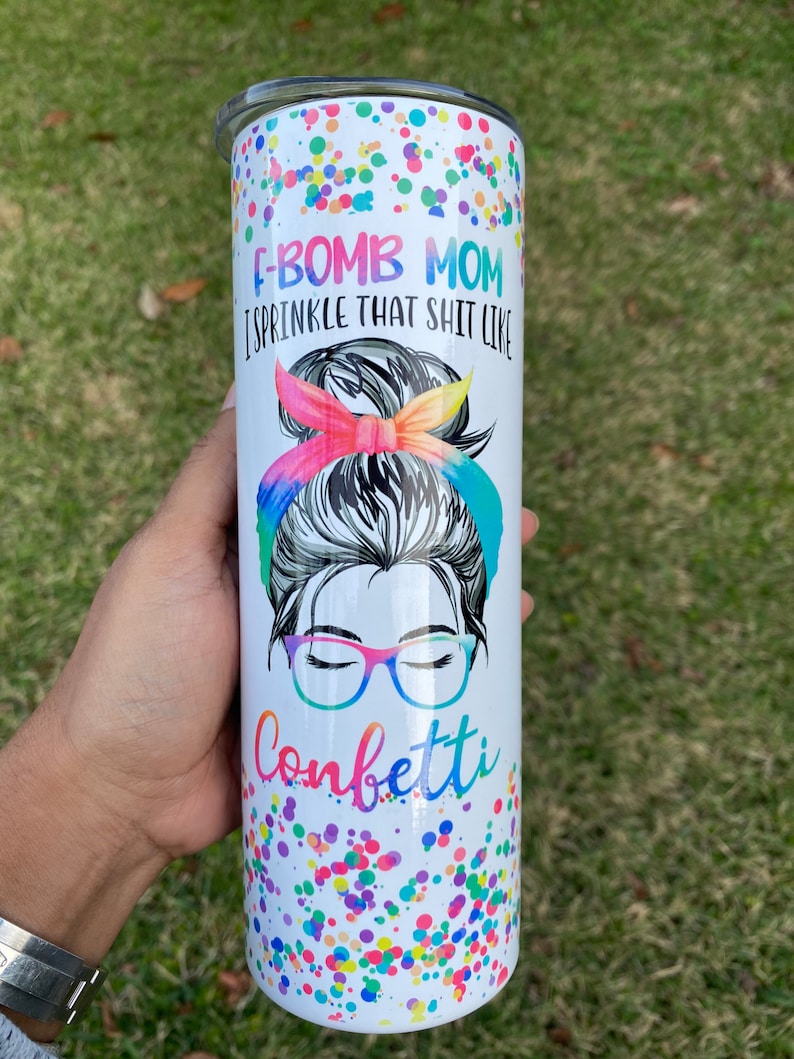 F-BOMB MOM
I SPRINKLE THAT SHIT LIKE
Confetti